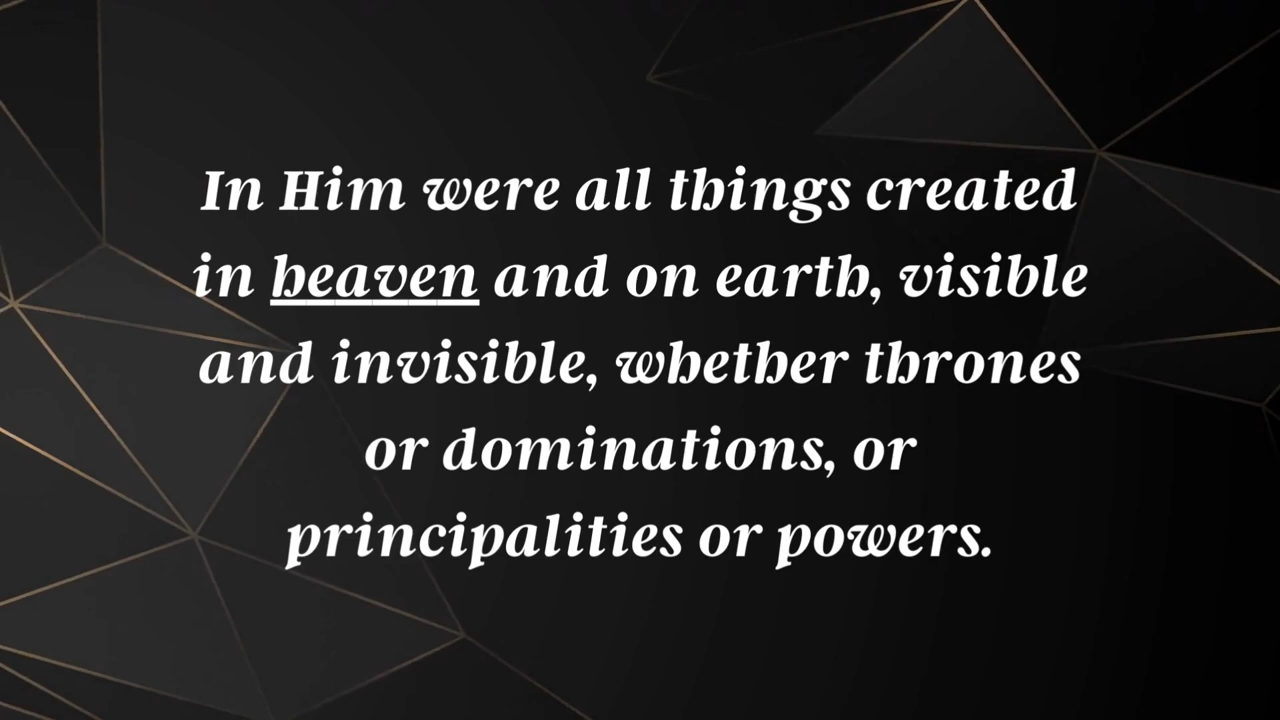 In Him were all things created
in heaven and on earth, visible
and invisible, whether thrones
or dominations, or
principalities or powers.